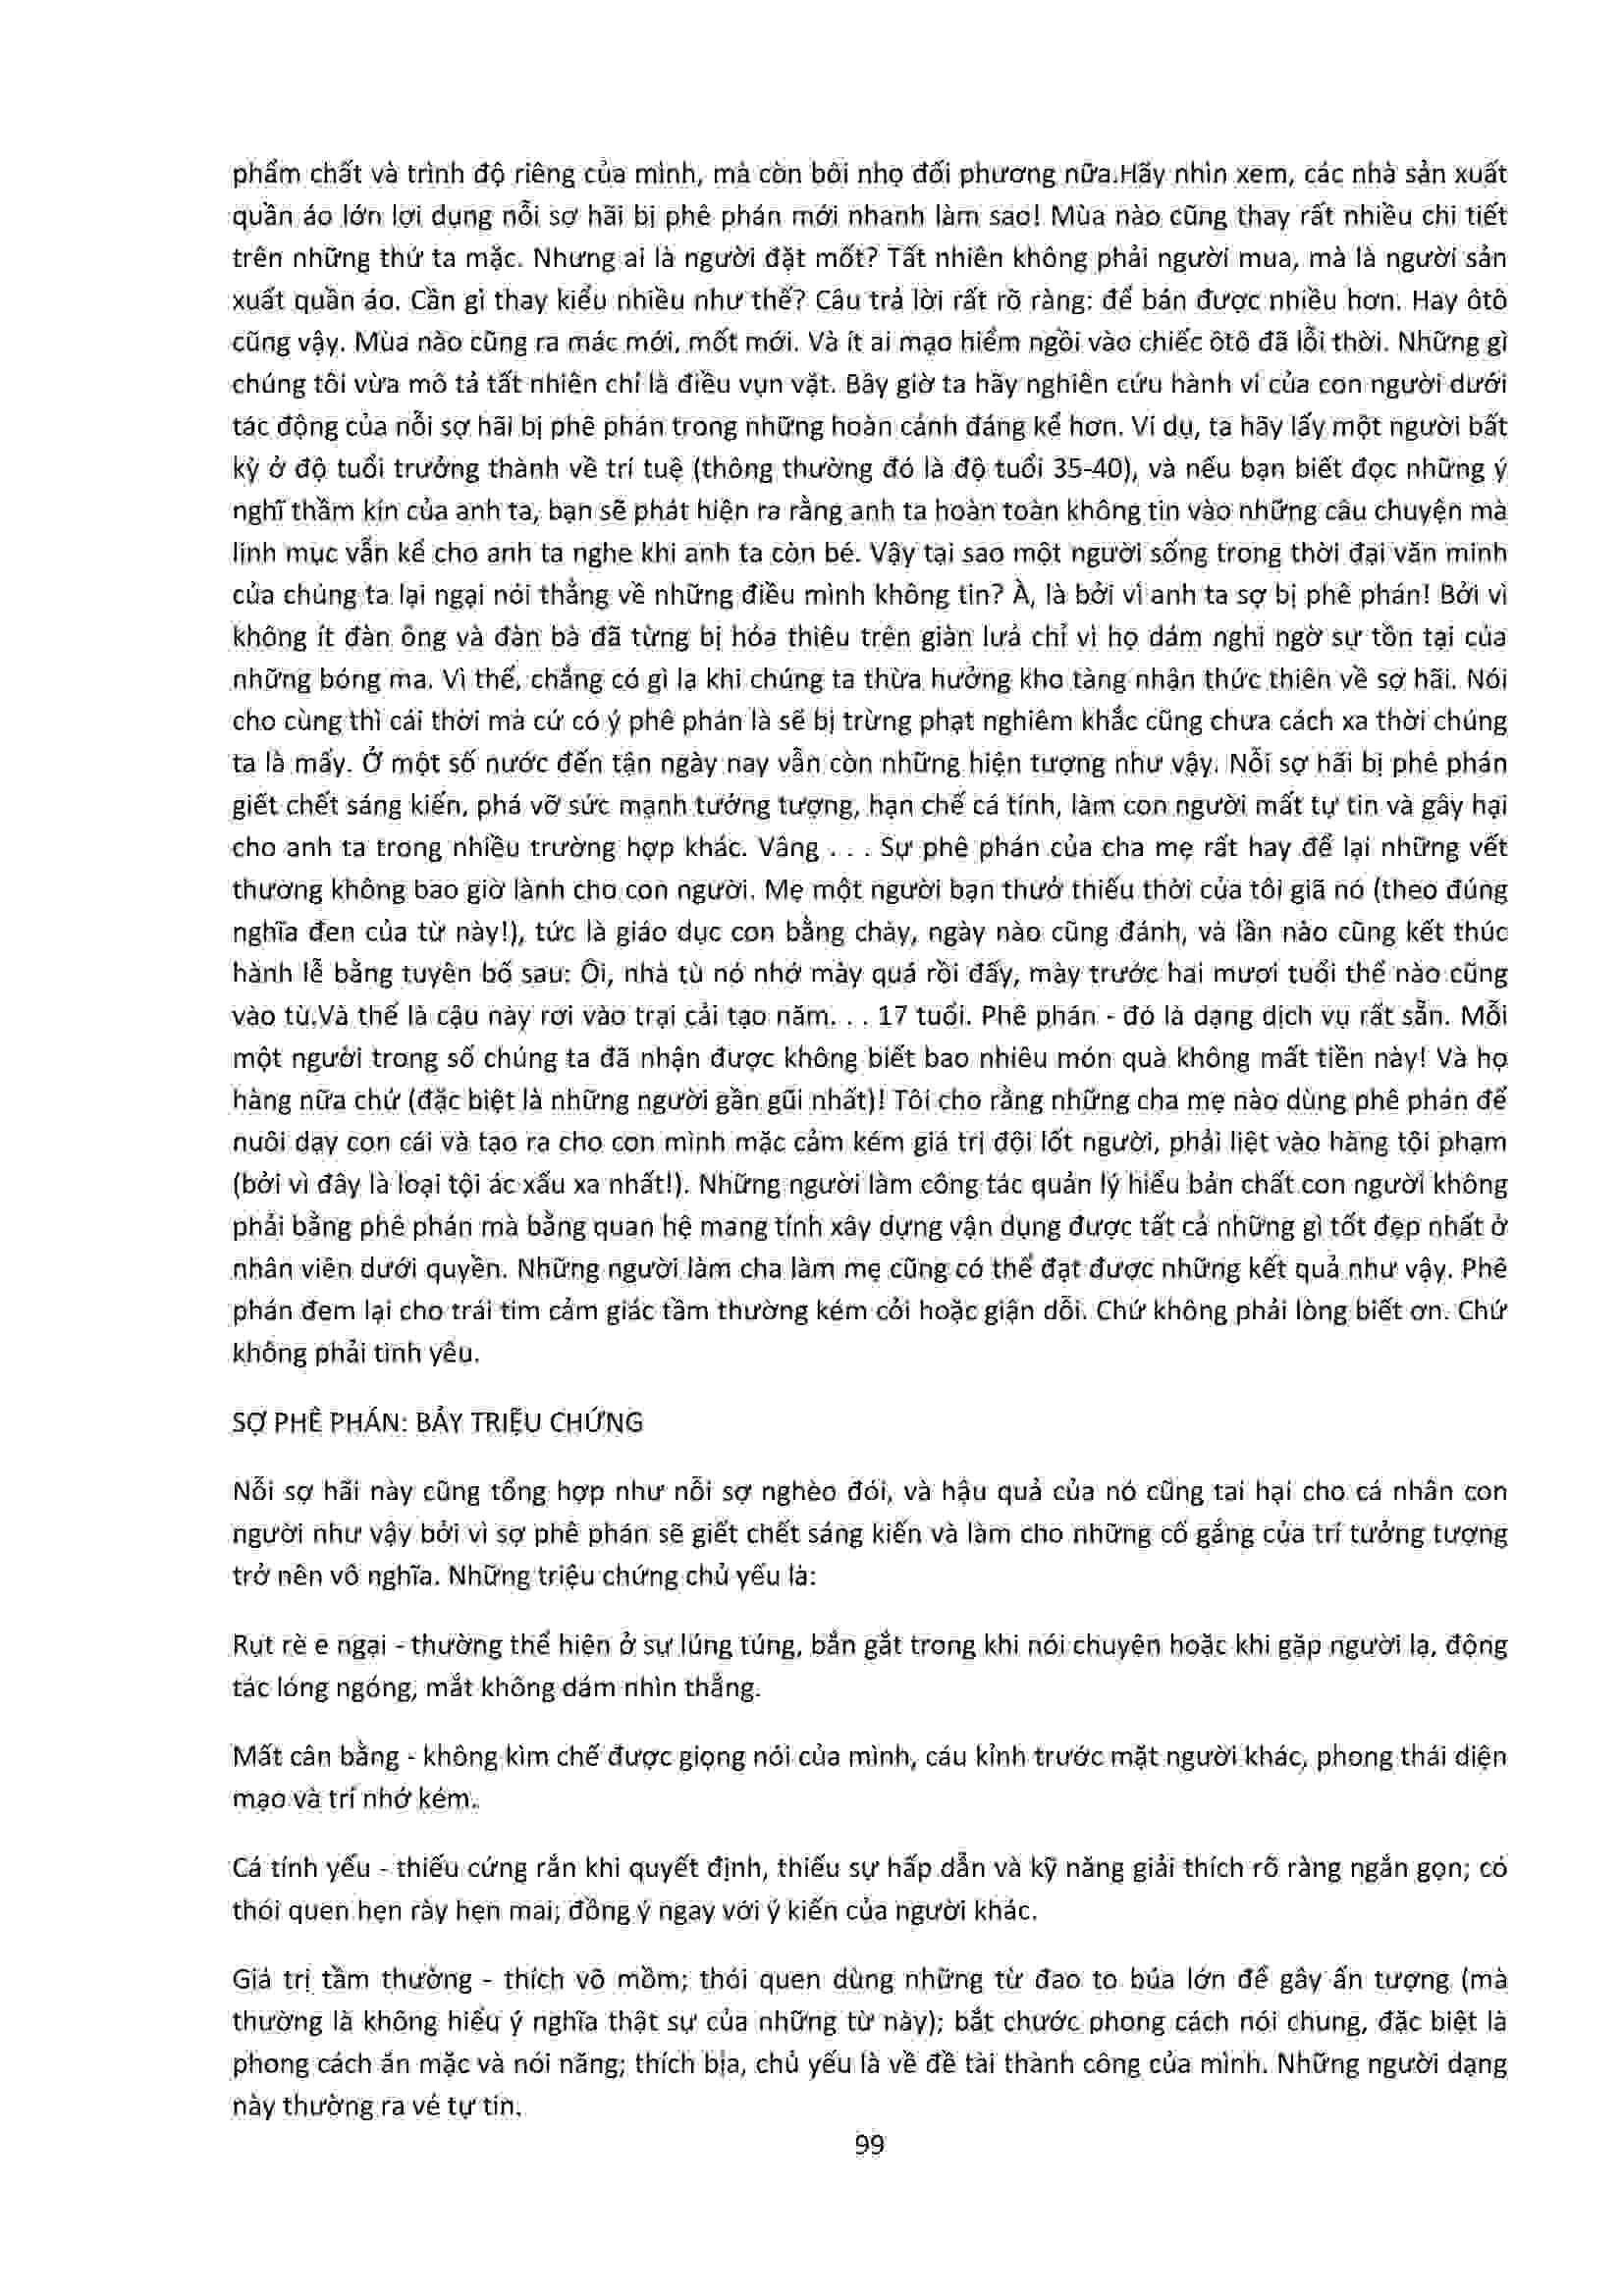 phẩm chất và trình độ riêng của mình, mà còn bôi nhọ đối phương nữa.Hãy nhìn xem, các nhà sản xuất
quần áo lớn lợi dụng nỗi sợ hãi bị phê phán mới nhanh làm sao! Mùa nào cũng thay rất nhiều chi tiết
trên những thứ ta mặc. Nhưng ai là người đặt mốt? Tất nhiên không phải người mua, mà là người sản
xuất quần áo. Cần gì thay kiểu nhiều như thế? Câu trả lời rất rõ ràng: để bán được nhiều hơn. Hay ôtô
cũng vậy. Mùa nào cũng ra mác mới, mốt mới. Và ít ai mạo hiểm ngồi vào chiếc ôtô đã lỗi thời. Những gì
chúng tôi vừa mô tả tất nhiên chỉ là điều vụn vặt. Bây giờ ta hãy nghiên cứu hành vi của con người dưới
tác động của nỗi sợ hãi bị phê phán trong những hoàn cảnh đáng kể hơn. Ví dụ, ta hãy lấy một người bất
kỳ ở độ tuổi trưởng thành về trí tuệ (thông thường đó là độ tuổi 35-40), và nếu bạn biết đọc những ý
nghĩ thầm kín của anh ta, bạn sẽ phát hiện ra rằng anh ta hoàn toàn không tin vào những câu chuyện mà
linh mục vẫn kể cho anh ta nghe khi anh ta còn bé. Vậy tại sao một người sống trong thời đại văn minh
của chúng ta lại ngại nói thẳng về những điều mình không tin? À, là bởi vì anh ta sợ bị phê phán! Bởi vì
không ít đàn ông và đàn bà đã từng bị hỏa thiêu trên giàn lưả chỉ vì họ dám nghi ngờ sự tồn tại của
những bóng ma. Vì thế, chẳng có gì lạ khi chúng ta thừa hưởng kho tàng nhận thức thiên về sợ hãi. Nói
cho cùng thì cái thời mà cứ có ý phê phán là sẽ bị trừng phạt nghiêm khắc cũng chưa cách xa thời chúng
ta là mấy. Ở một số nước đến tận ngày nay vẫn còn những hiện tượng như vậy. Nỗi sợ hãi bị phê phán
giết chết sáng kiến, phá vỡ sức mạnh tưởng tượng, hạn chế cá tính, làm con người mất tự tin và gây hại
cho anh ta trong nhiều trường hợp khác. Vâng . . . Sự phê phán của cha mẹ rất hay để lại những vết
thương không bao giờ lành cho con người. Mẹ một người bạn thưở thiếu thời của tôi giã nó (theo đúng
nghĩa đen của từ này!), tức là giáo dục con bằng chày, ngày nào cũng đánh, và lần nào cũng kết thúc
hành lễ bằng tuyên bố sau: Ôi, nhà tù nó nhớ mày quá rồi đấy, mày trước hai mươi tuổi thể nào cũng
vào tù.Và thế là cậu này rơi vào trại cải tạo năm. . . 17 tuổi. Phê phán - đó là dạng dịch vụ rất sẵn. Mỗi
một người trong số chúng ta đã nhận được không biết bao nhiêu món quà không mất tiền này! Và họ
hàng nữa chứ (đặc biệt là những người gần gũi nhất)! Tôi cho rằng những cha mẹ nào dùng phê phán để
nuôi dạy con cái và tạo ra cho con mình mặc cảm kém giá trị đội lốt người, phải liệt vào hàng tội phạm
(bởi vì đây là loại tội ác xấu xa nhất!). Những người làm công tác quản lý hiểu bản chất con người không
phải bằng phê phán mà bằng quan hệ mang tính xây dựng vận dụng được tất cả những gì tốt đẹp nhất ở
nhân viên dưới quyền. Những người làm cha làm mẹ cũng có thể đạt được những kết quả như vậy. Phê
phán đem lại cho trái tim cảm giác tầm thường kém cỏi hoặc giận dỗi. Chứ không phải lòng biết ơn. Chứ
không phải tình yêu.
SỢ PHÊ PHÁN: BẢY TRIỆU CHỨNG
Nỗi sợ hãi này cũng tổng hợp như nỗi sợ nghèo đói, và hậu quả của nó cũng tai hại cho cá nhân con
người như vậy bởi vì sợ phê phán sẽ giết chết sáng kiến và làm cho những cố gắng của trí tưởng tượng
trở nên vô nghĩa. Những triệu chứng chủ yếu là:
Rụt rè e ngại - thường thể hiện ở sự lúng túng, bẳn gắt trong khi nói chuyện hoặc khi gặp người lạ, động
tác lóng ngóng, mắt không dám nhìn thẳng.
Mất cân bằng - không kìm chế được giọng nói của mình, cáu kỉnh trước mặt người khác, phong thái diện
mạo và trí nhớ kém.
Cá tính yếu - thiếu cứng rắn khi quyết định, thiếu sự hấp dẫn và kỹ năng giải thích rõ ràng ngắn gọn; có
thói quen hẹn rày hẹn mai; đồng ý ngay với ý kiến của người khác.
Giá trị tầm thường - thích võ mồm; thói quen dùng những từ đao to búa lớn để gây ấn tượng (mà
thường là không hiểu ý nghĩa thật sự của những từ này); bắt chước phong cách nói chung, đặc biệt là
phong cách ăn mặc và nói năng; thích bịa, chủ yếu là về đề tài thành công của mình. Những người dạng
này thường ra vẻ tự tin.
99